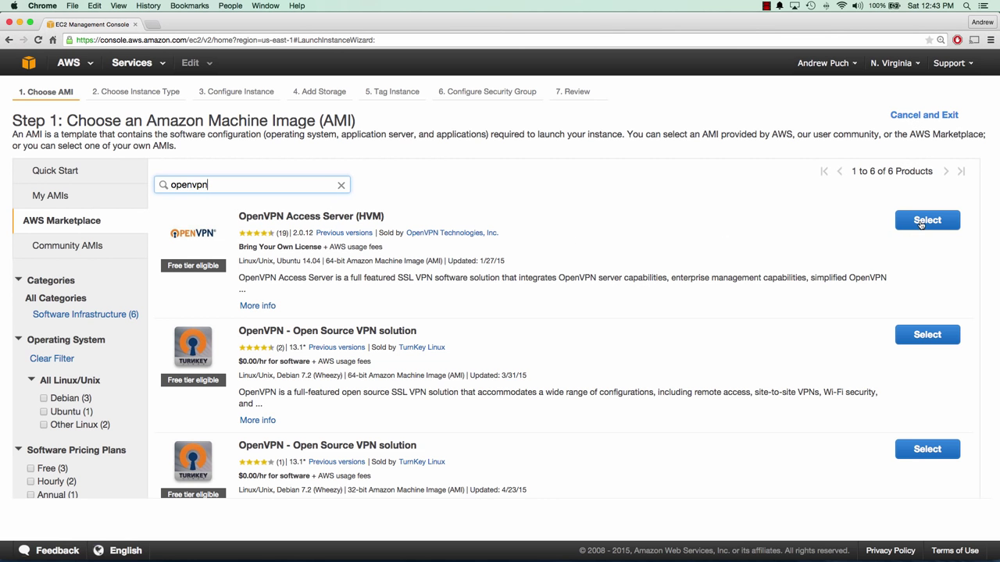 Chrome File Edit View History Bookmarks People Window Help 100% Sat 12:43 PM
EC2 Management Console
Andrew
https://console.aws.amazon.com/ec2/v2/home?region=us-east-1#LaunchInstanceWizard:
AWS Services Edit Andrew Puch N. Virginia Support
1. Choose AMI 2. Choose Instance Type 3. Configure Instance 4. Add Storage 5. Tag Instance 6. Configure Security Group 7. Review
Step 1: Choose an Amazon Machine Image (AMI)
Cancel and Exit
An AMI is a template that contains the software configuration (operating system, application server, and applications) required to launch your instance. You can select an AMI provided by AWS, our user community, or the AWS Marketplace;
or you can select one of your own AMIs.
Quick Start
My AMIs
AWS Marketplace
Community AMIs
Categories
All Categories
Software Infrastructure (6)
Operating System
Clear Filter
All Linux/Unix
Debian (3)
Ubuntu (1)
Other Linux (2)
Software Pricing Plans
Free (3)
Hourly (2)
Annual (1)
openvpn
1 to 6 of 6 Products
OPENVPN
Free tier eligible
OpenVPN Access Server (HVM)
(19) | 2.0.12 Previous versions | Sold by OpenVPN Technologies, Inc.
Bring Your Own License + AWS usage fees
Linux/Unix, Ubuntu 14.04 | 64-bit Amazon Machine Image (AMI) | Updated: 1/27/15
OpenVPN Access Server is a full featured SSL VPN software solution that integrates OpenVPN server capabilities, enterprise management capabilities, simplified OpenVPN
...
More info
Select
TURNKEY
Free tier eligible
OpenVPN - Open Source VPN solution
(2) | 13.1* Previous versions | Sold by TurnKey Linux
$0.00/hr for software + AWS usage fees
Linux/Unix, Debian 7.2 (Wheezy) | 64-bit Amazon Machine Image (AMI) | Updated: 3/31/15
OpenVPN is a full-featured open source SSL VPN solution that accommodates a wide range of configurations, including remote access, site-to-site VPNs, Wi-Fi security,
and ...
More info
Select
TURNKEY
Free tier eligible
OpenVPN - Open Source VPN solution
(1) | 13.1* Previous versions | Sold by TurnKey Linux
$0.00/hr for software + AWS usage fees
Linux/Unix, Debian 7.2 (Wheezy) | 32-bit Amazon Machine Image (AMI) | Updated: 4/23/15
Select
Feedback English © 2008 - 2015, Amazon Web Services, Inc. or its affiliates. All rights reserved. Privacy Policy Terms of Use